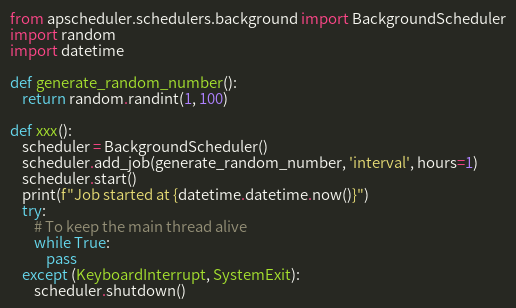 from apscheduler.schedulers.background import BackgroundScheduler
import random
import datetime

def generate_random_number():
    return random.randint(1, 100)

def xxx():
    scheduler = BackgroundScheduler()
    scheduler.add_job(generate_random_number, 'interval', hours=1)
    scheduler.start()
    print(f"Job started at {datetime.datetime.now()}")
    try:
        # To keep the main thread alive
        while True:
            pass
    except (KeyboardInterrupt, SystemExit):
        scheduler.shutdown()